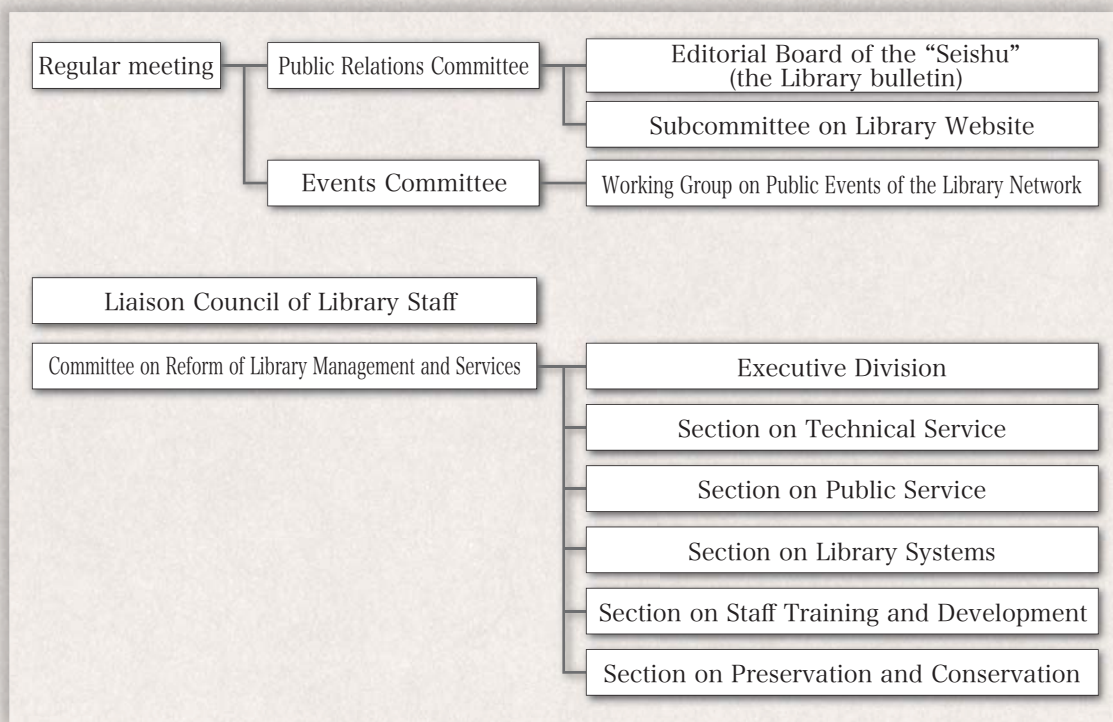 Regular meeting
Public Relations Committee
Editorial Board of the “Seishu”
(the Library bulletin)
Subcommittee on Library Website
Events Committee
Working Group on Public Events of the Library Network
Liaison Council of Library Staff
Committee on Reform of Library Management and Services
Executive Division
Section on Technical Service
Section on Public Service
Section on Library Systems
Section on Staff Training and Development
Section on Preservation and Conservation